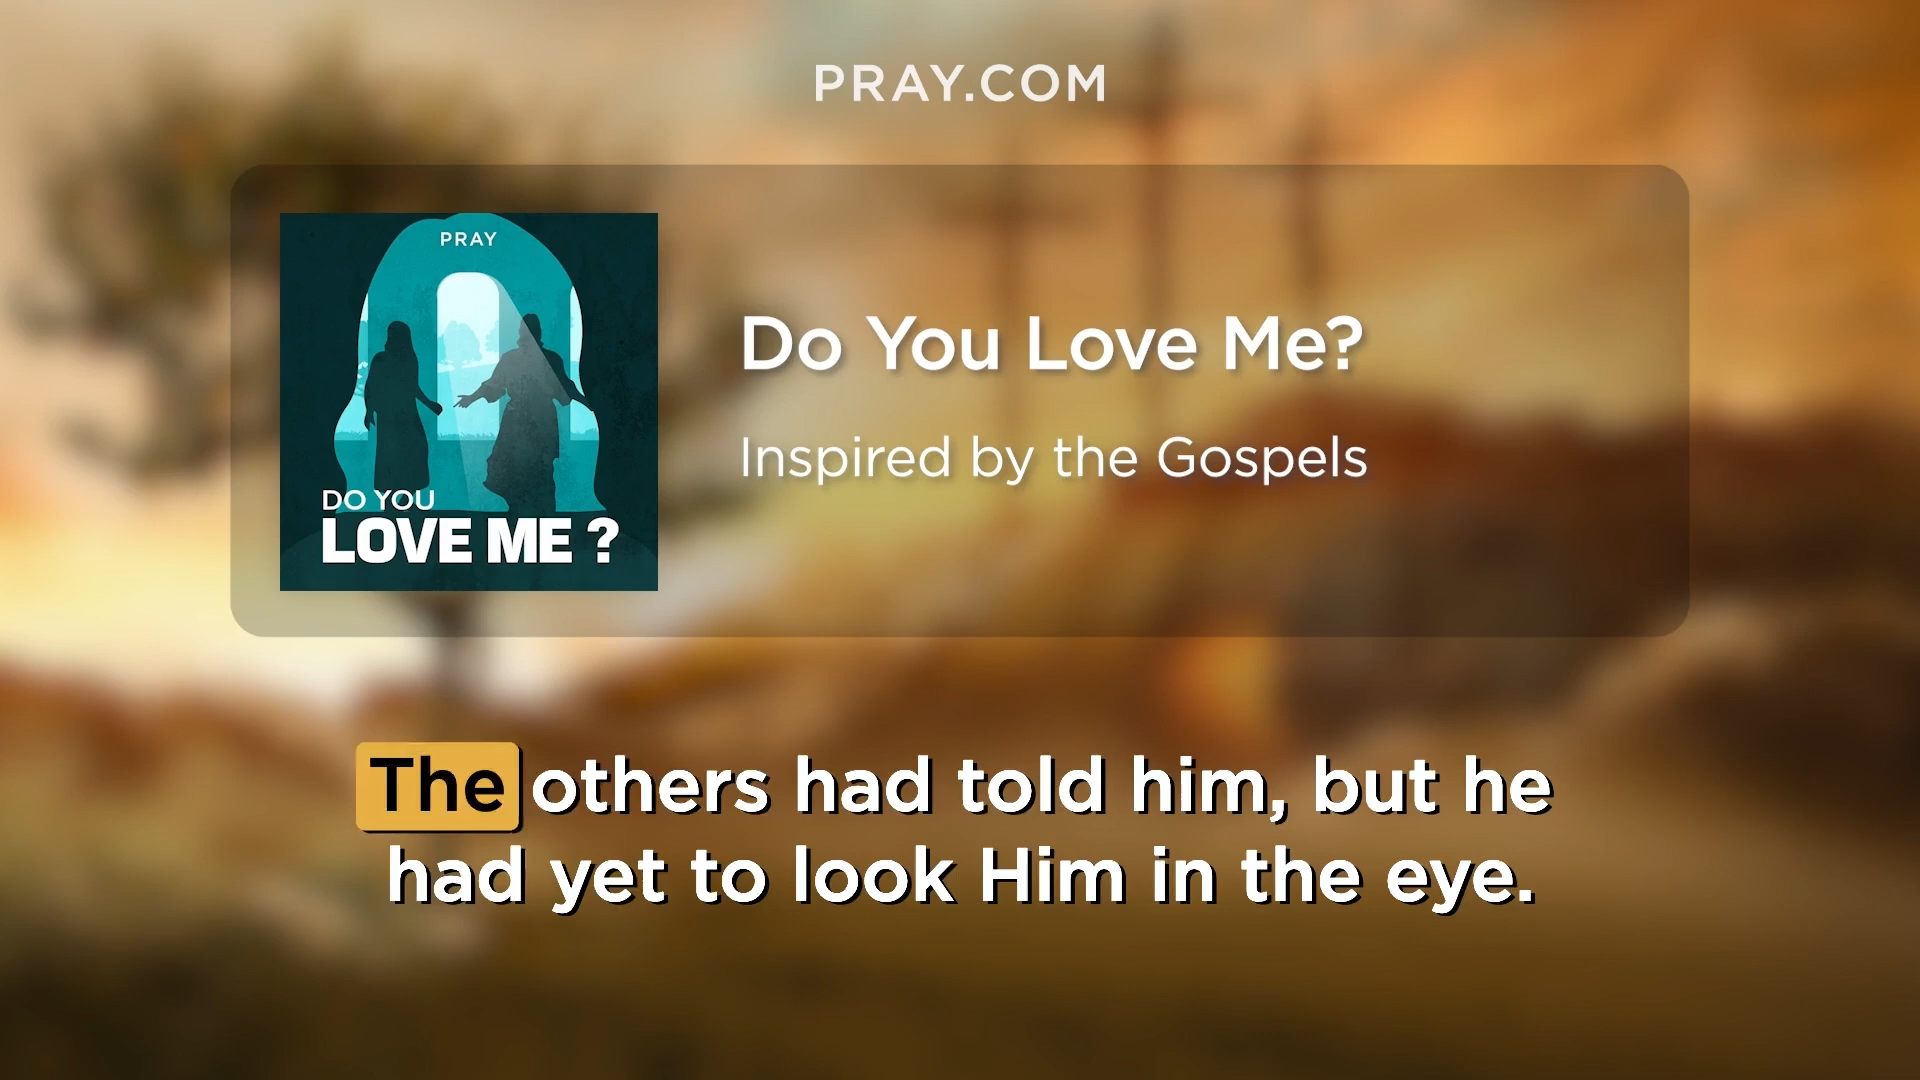 PRAY.COM
PRAY
DO YOU
LOVE ME ?
Do You Love Me?
Inspired by the Gospels
The others had told him, but he
had yet to look Him in the eye.